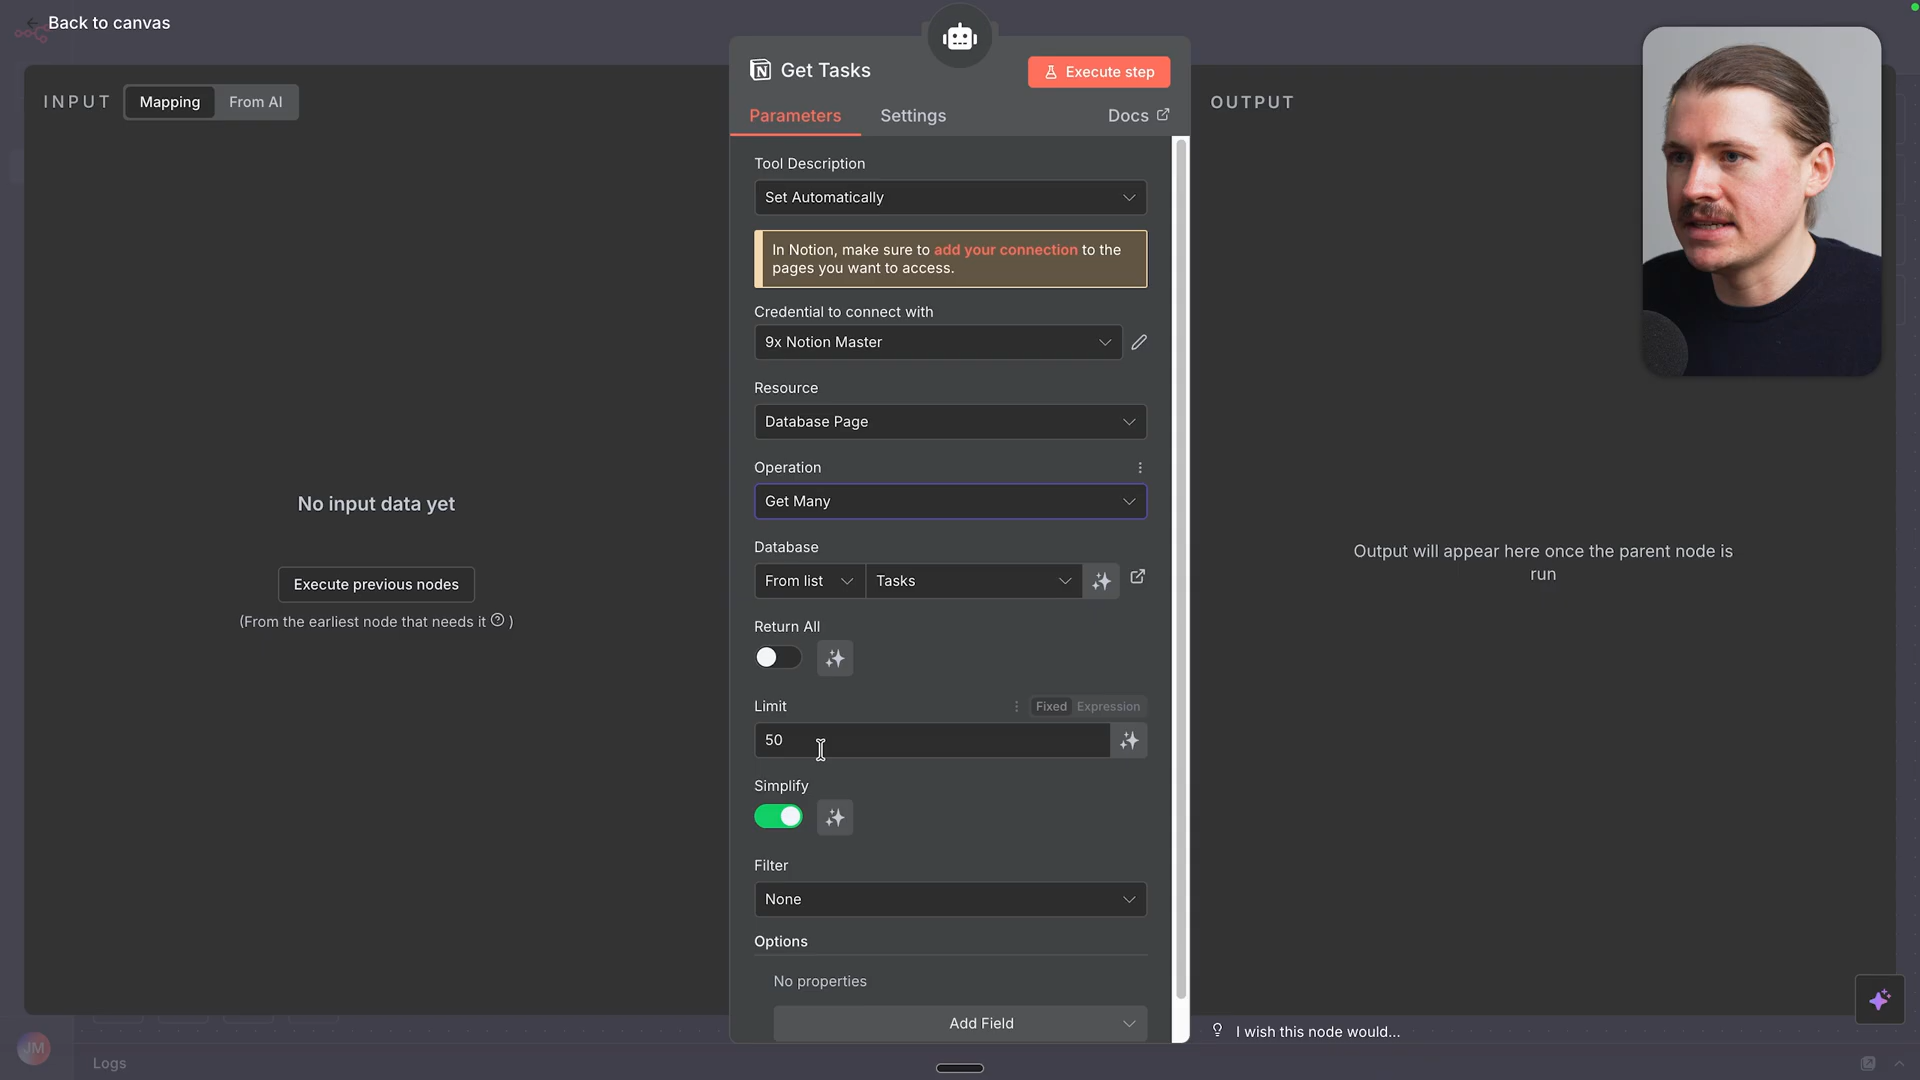 Back to canvas
INPUT
Mapping
From AI
Get Tasks
Execute step
Parameters
Settings
Docs
OUTPUT
Tool Description
Set Automatically
In Notion, make sure to add your connection to the
pages you want to access.
Credential to connect with
9x Notion Master
Resource
Database Page
Operation
Get Many
Database
From list
Tasks
Return All
Limit
Fixed
Expression
50
Simplify
Filter
None
Options
No properties
Add Field
No input data yet
Execute previous nodes
(From the earliest node that needs it ? )
Output will appear here once the parent node is
run
I wish this node would...
JM
Logs